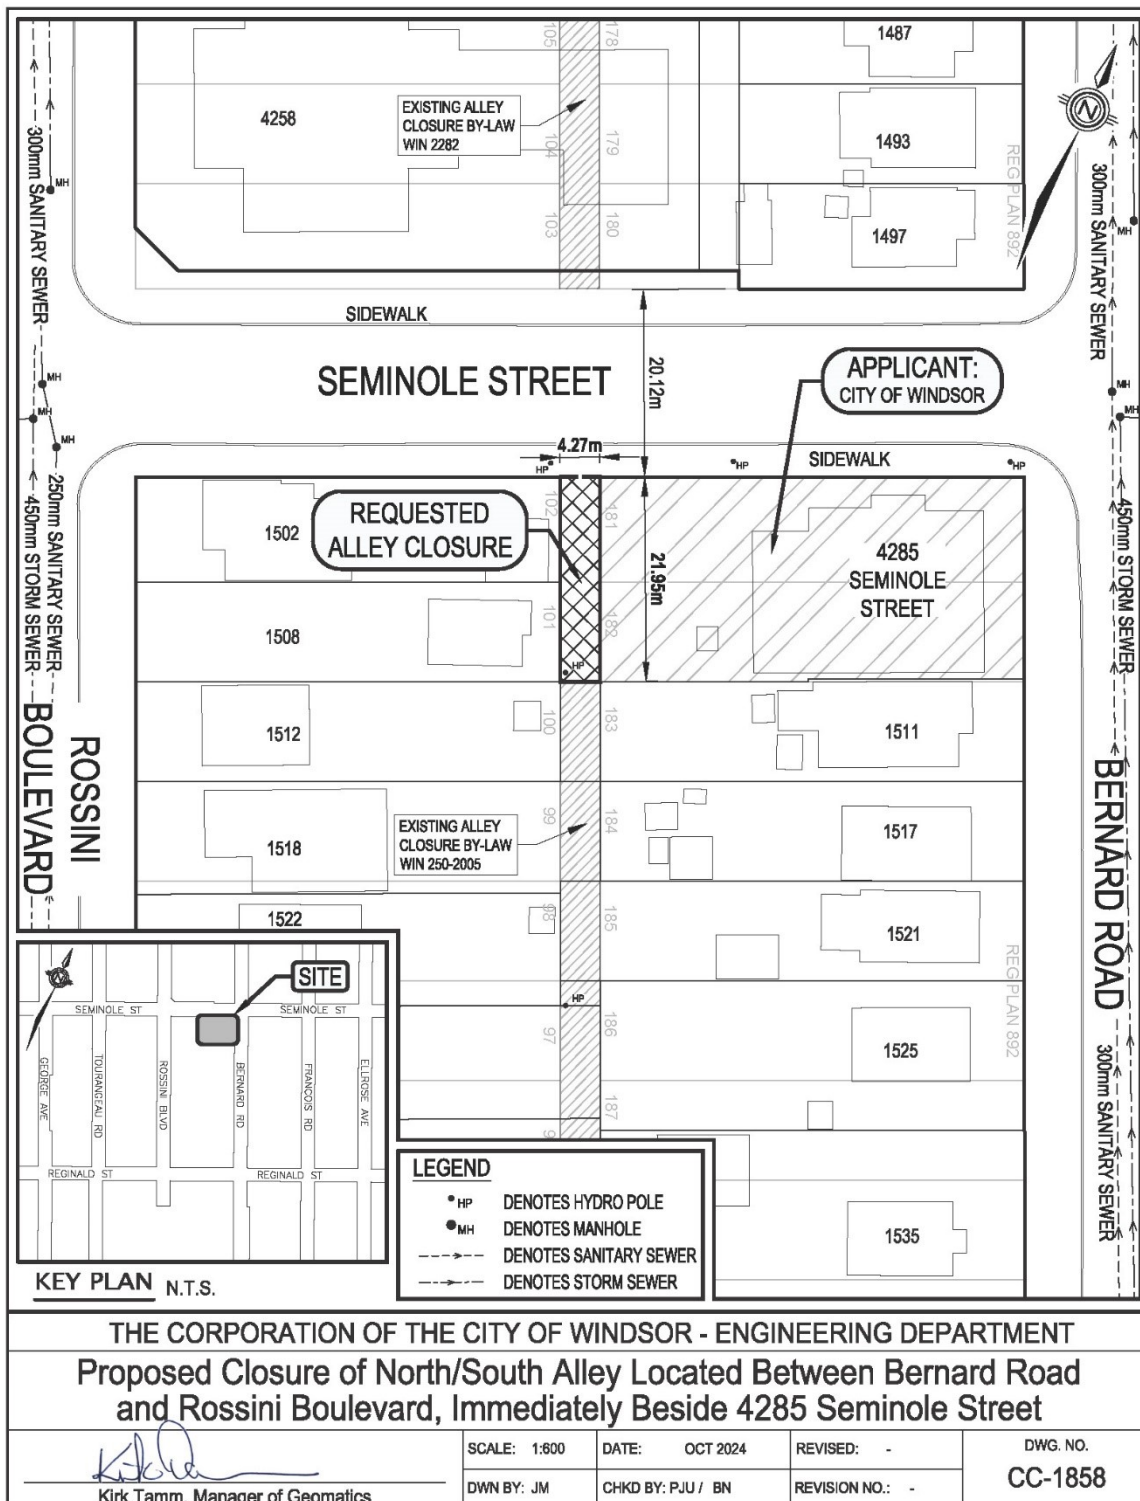 105
178
1487
4258
EXISTING ALLEY
CLOSURE BY-LAW
WIN 2282
104
179
1493
REG PLAN 892
N
300mm SANITARY SEWER
MH
300mm SANITARY SEWER
MH
103
180
1497
SIDEWALK
SEMINOLE STREET
20.12m
APPLICANT:
CITY OF WINDSOR
MH
MH
MH
MH
4.27m
HP
HP
SIDEWALK
HP
250mm SANITARY SEWER
450mm STORM SEWER
450mm STORM SEWER
REQUESTED
ALLEY CLOSURE
1502
102
181
21.95m
4285
SEMINOLE
STREET
1508
101
182
HP
1512
100
183
1511
ROSSINI
BOULEVARD
BERNARD ROAD
EXISTING ALLEY
CLOSURE BY-LAW
WIN 250-2005
1518
99
184
1517
1522
98
185
1521
REG PLAN 892
HP
97
186
1525
300mm SANITARY SEWER
187
1535
SITE
N
SEMINOLE ST
SEMINOLE ST
GEORGE AVE
TOURANGEAU RD
ROSSINI BLVD
BERNARD RD
FRANCOIS RD
ELLROSE AVE
REGINALD ST
REGINALD ST
KEY PLAN N.T.S.
LEGEND
HP DENOTES HYDRO POLE
MH DENOTES MANHOLE
DENOTES SANITARY SEWER
DENOTES STORM SEWER
THE CORPORATION OF THE CITY OF WINDSOR - ENGINEERING DEPARTMENT
Proposed Closure of North/South Alley Located Between Bernard Road
and Rossini Boulevard, Immediately Beside 4285 Seminole Street
Kirk Tamm, Manager of Geomatics
SCALE: 1:600
DATE: OCT 2024
REVISED: -
DWG. NO.
CC-1858
DWN BY: JM
CHKD BY: PJU / BN
REVISION NO.: -